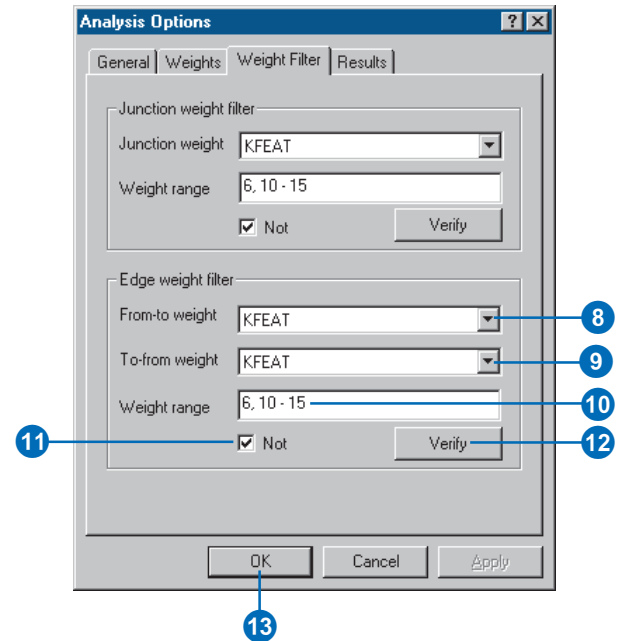 Analysis Options
General Weights Weight Filter Results
Junction weight filter
Junction weight KFEAT
Weight range 6, 10 - 15
Not Verify
Edge weight filter
From-to weight KFEAT 8
To-from weight KFEAT 9
Weight range 6, 10 - 15 10
11 Not Verify 12
OK Cancel Apply
13